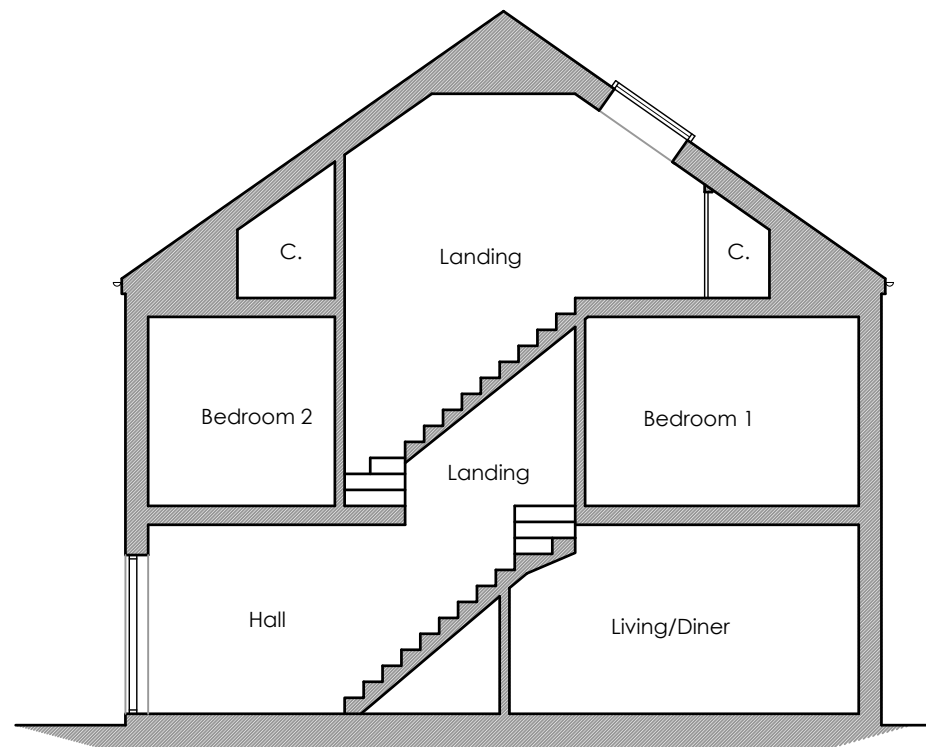 C.
Landing
C.
Bedroom 2
Bedroom 1
Landing
Hall
Living/Diner